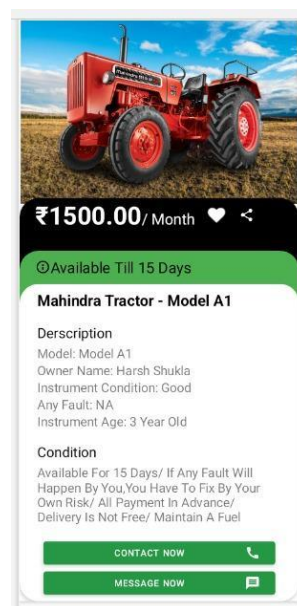 Mahindra
₹1500.00/ Month
Available Till 15 Days
Mahindra Tractor - Model A1
Derscription
Model: Model A1
Owner Name: Harsh Shukla
Instrument Condition: Good
Any Fault: NA
Instrument Age: 3 Year Old
Condition
Available For 15 Days/ If Any Fault Will
Happen By You,You Have To Fix By Your
Own Risk/ All Payment In Advance/
Delivery Is Not Free/ Maintain A Fuel
CONTACT NOW
MESSAGE NOW